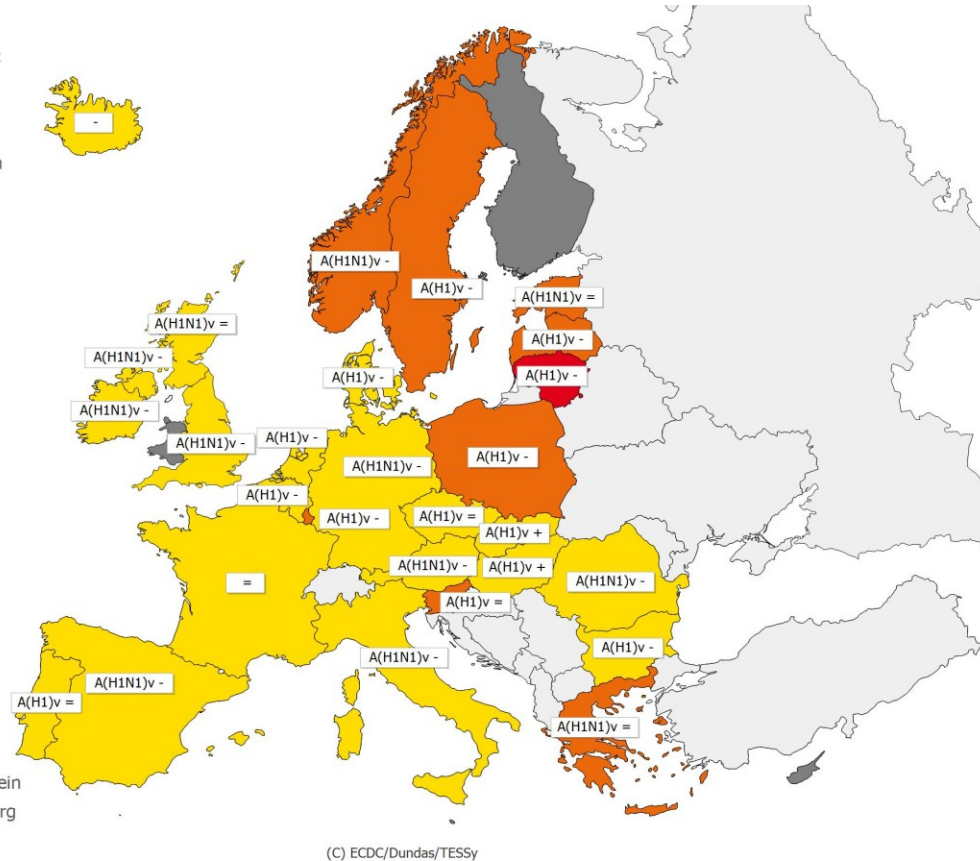 -
A(H1N1)v -
A(H1)v -
A(H1N1)v =
A(H1N1)v =
A(H1)v -
A(H1N1)v -
A(H1)v -
A(H1)v -
A(H1N1)v -
A(H1)v -
A(H1N1)v -
A(H1N1)v -
A(H1)v -
A(H1)v -
A(H1)v =
A(H1)v -
A(H1)v +
A(H1N1)v -
A(H1)v +
=
A(H1N1)v -
A(H1)v =
A(H1)v -
A(H1N1)v -
A(H1N1)v -
A(H1)v =
A(H1N1)v =
ein
rg
(C) ECDC/Dundas/TESSy